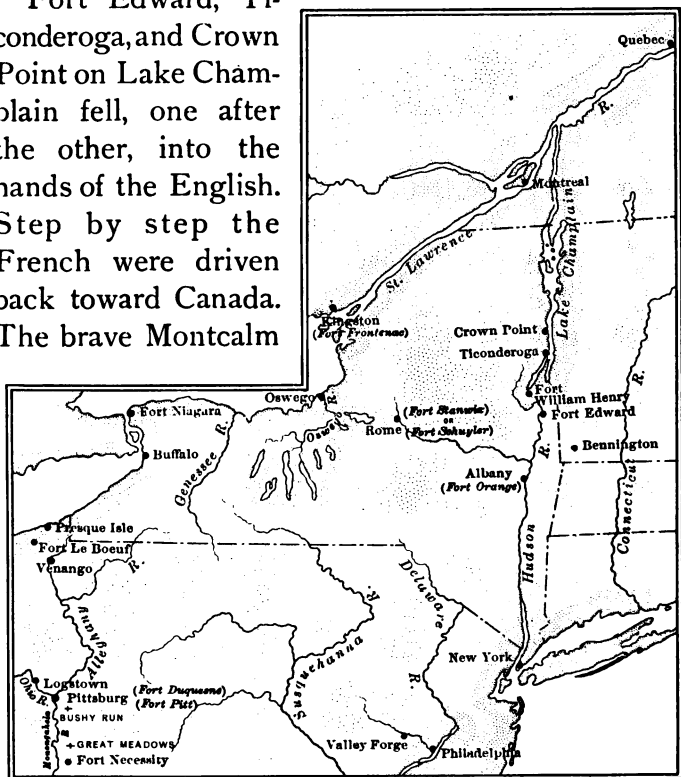 Fort Edward, Ti-
conderoga, and Crown
Point on Lake Cham-
plain fell, one after
the other, into the
hands of the English.
Step by step the
French were driven
back toward Canada.
The brave Montcalm
Quebec
R.
Montreal
St. Lawrence
Lake Champlain
Kingston
(Fort Frontenac)
Crown Point
Ticonderoga
Fort
William Henry
Fort Edward
Oswego
R.
Oswego
Rome
(Fort Stanwix)
or
(Fort Schuyler)
Bennington
R.
Connecticut
Albany
(Fort Orange)
R.
Hudson
Fort Niagara
Buffalo
Genessee
R.
Presque Isle
Fort Le Boeuf
Venango
R.
Alleghany
Delaware
R.
Susquehanna
R.
New York
Logstown
Ohio R.
Pittsburg
(Fort Duquesne)
(Fort Pitt)
BUSHY RUN
Monongahela
R
GREAT MEADOWS
Fort Necessity
Valley Forge
Philadelphia